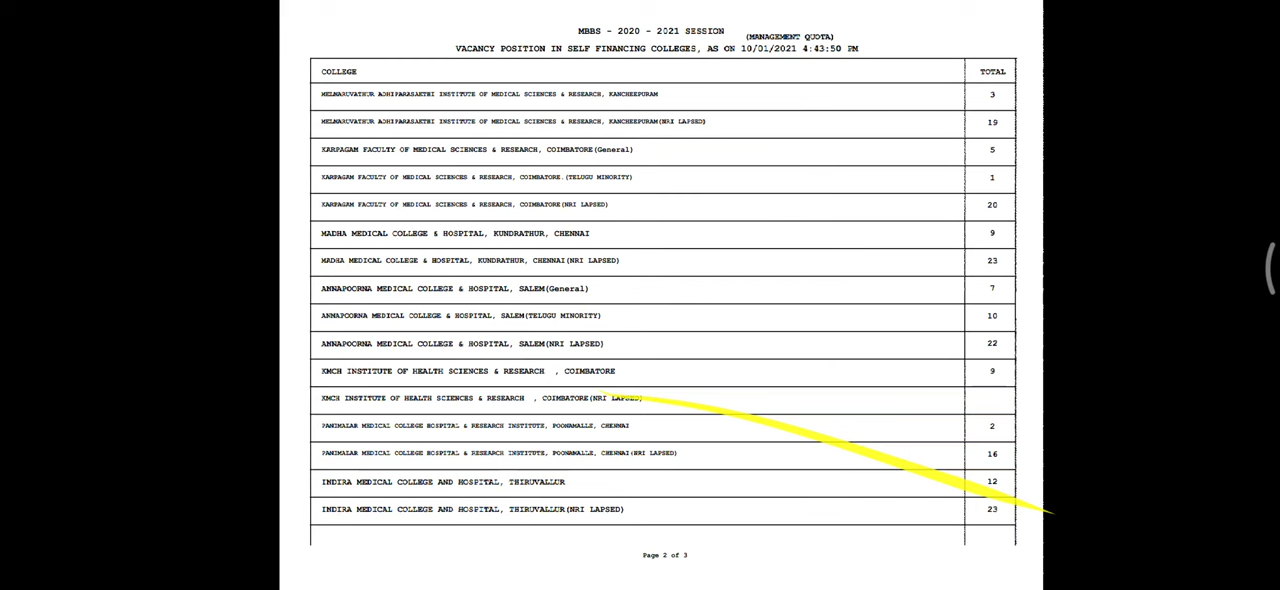 MBBS - 2020 - 2021 SESSION
(MANAGEMENT QUOTA)
VACANCY POSITION IN SELF FINANCING COLLEGES, AS ON 10/01/2021 4:43:50 PM
COLLEGE TOTAL
MELMARUVATHUR ADHIPARASAKTHI INSTITUTE OF MEDICAL SCIENCES & RESEARCH, KANCHEEPURAM 3
MELMARUVATHUR ADHIPARASAKTHI INSTITUTE OF MEDICAL SCIENCES & RESEARCH, KANCHEEPURAM(NRI LAPSED) 19
KARPAGAM FACULTY OF MEDICAL SCIENCES & RESEARCH, COIMBATORE(General) 5
KARPAGAM FACULTY OF MEDICAL SCIENCES & RESEARCH, COIMBATORE.(TELUGU MINORITY) 1
KARPAGAM FACULTY OF MEDICAL SCIENCES & RESEARCH, COIMBATORE(NRI LAPSED) 20
MADHA MEDICAL COLLEGE & HOSPITAL, KUNDRATHUR, CHENNAI 9
MADHA MEDICAL COLLEGE & HOSPITAL, KUNDRATHUR, CHENNAI(NRI LAPSED) 23
ANNAPOORNA MEDICAL COLLEGE & HOSPITAL, SALEM(General) 7
ANNAPOORNA MEDICAL COLLEGE & HOSPITAL, SALEM(TELUGU MINORITY) 10
ANNAPOORNA MEDICAL COLLEGE & HOSPITAL, SALEM(NRI LAPSED) 22
KMCH INSTITUTE OF HEALTH SCIENCES & RESEARCH , COIMBATORE 9
KMCH INSTITUTE OF HEALTH SCIENCES & RESEARCH , COIMBATORE(NRI LAPSED)
PANIMALAR MEDICAL COLLEGE HOSPITAL & RESEARCH INSTITUTE, POONAMALLE, CHENNAI 2
PANIMALAR MEDICAL COLLEGE HOSPITAL & RESEARCH INSTITUTE, POONAMALLE, CHENNAI(NRI LAPSED) 16
INDIRA MEDICAL COLLEGE AND HOSPITAL, THIRUVALLUR 12
INDIRA MEDICAL COLLEGE AND HOSPITAL, THIRUVALLUR(NRI LAPSED) 23
Page 2 of 3